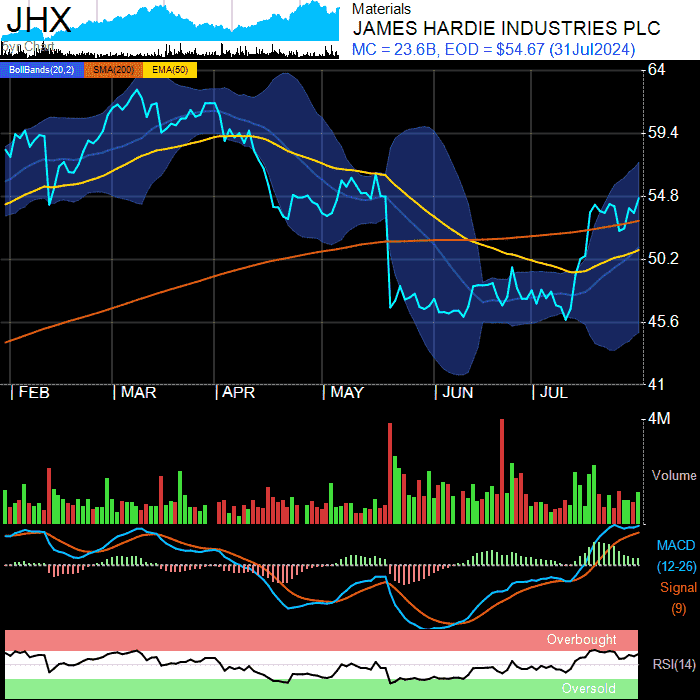 JHX
Materials
JAMES HARDIE INDUSTRIES PLC
MC = 23.6B, EOD = $54.67 (31Jul2024)
BollBands(20,2) SMA(200) EMA(50)
64
59.4
54.8
50.2
45.6
41
FEB MAR APR MAY JUN JUL
4M
Volume
MACD
(12-26)
Signal
(9)
Overbought
RSI(14)
Oversold